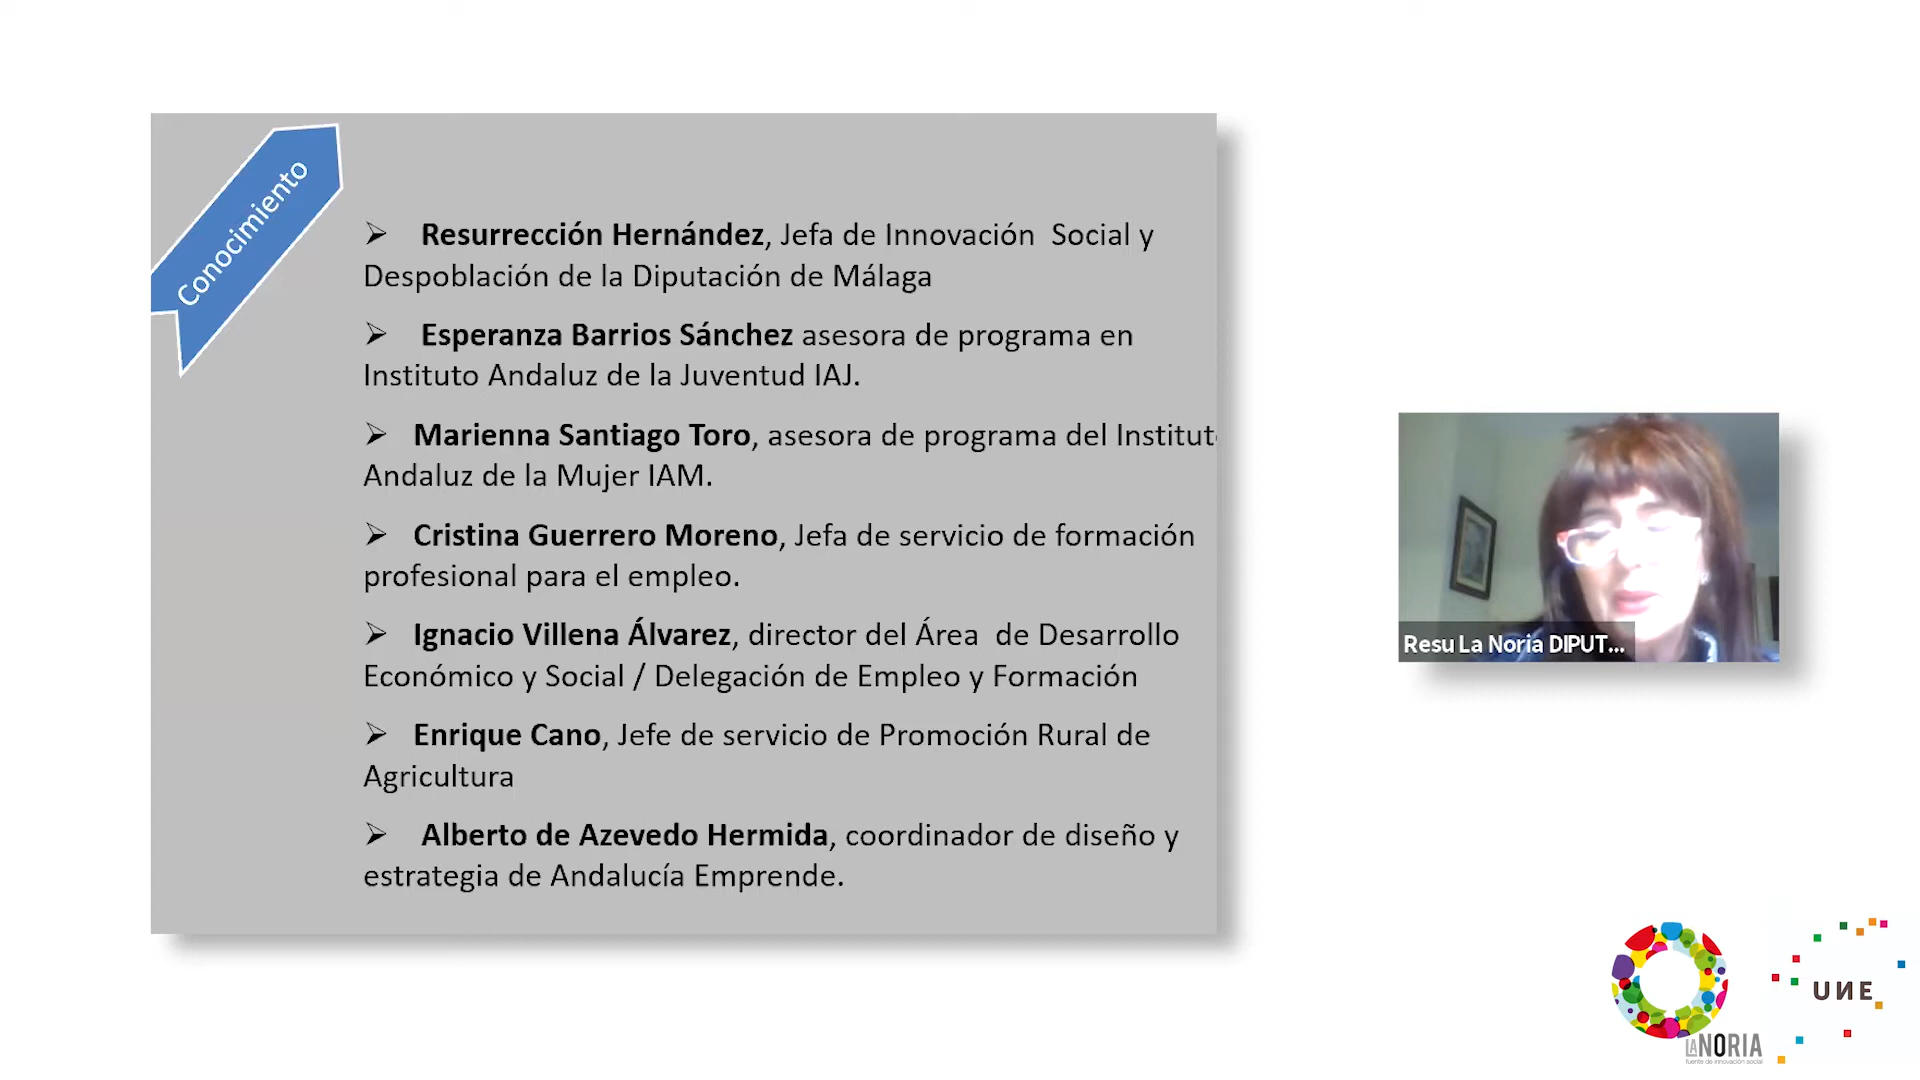 Conocimiento
➢ Resurrección Hernández, Jefa de Innovación Social y
Despoblación de la Diputación de Málaga
➢ Esperanza Barrios Sánchez asesora de programa en
Instituto Andaluz de la Juventud IAJ.
➢ Marienna Santiago Toro, asesora de programa del Institut
Andaluz de la Mujer IAM.
➢ Cristina Guerrero Moreno, Jefa de servicio de formación
profesional para el empleo.
➢ Ignacio Villena Álvarez, director del Área de Desarrollo
Económico y Social / Delegación de Empleo y Formación
➢ Enrique Cano, Jefe de servicio de Promoción Rural de
Agricultura
➢ Alberto de Azevedo Hermida, coordinador de diseño y
estrategia de Andalucía Emprende.
Resu La Noria DIPUT...
LA NORIA
fuente de innovación social
UNE